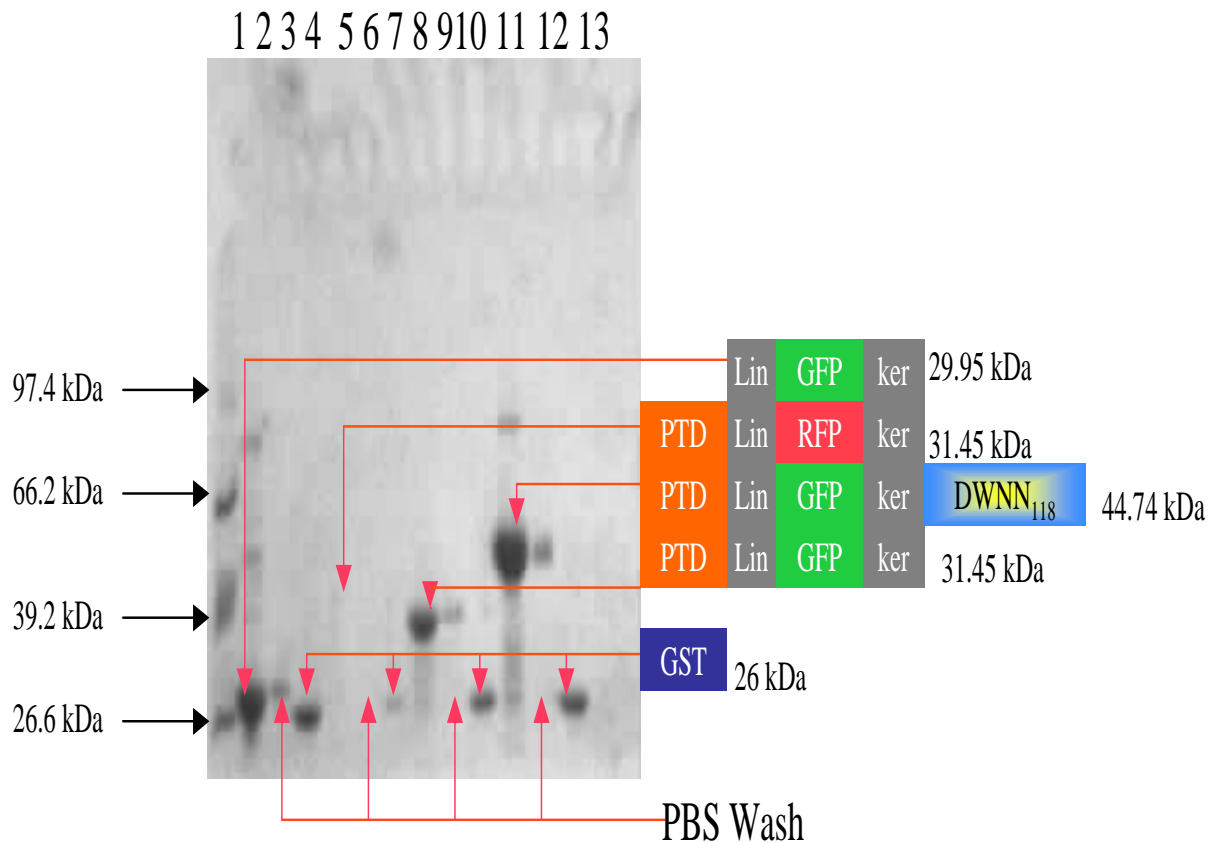 1 2 3 4 5 6 7 8 9 10 11 12 13
Lin GFP ker 29.95 kDa
97.4 kDa
PTD Lin RFP ker 31.45 kDa
66.2 kDa
PTD Lin GFP ker DWNN118 44.74 kDa
PTD Lin GFP ker 31.45 kDa
39.2 kDa
GST 26 kDa
26.6 kDa
PBS Wash